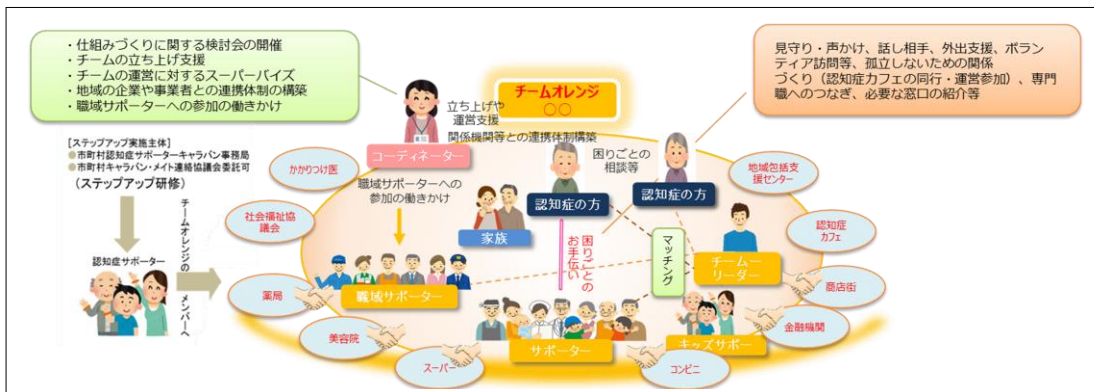 ・仕組みづくりに関する検討会の開催
・チームの立ち上げ支援
・チームの運営に対するスーパーバイズ
・地域の企業や事業者との連携体制の構築
・職域サポーターへの参加の働きかけ
見守り・声かけ、話し相手、外出支援、ボラン
ティア訪問等、孤立しないための関係
づくり（認知症カフェの同行・運営参加）、専門
職へのつなぎ、必要な窓口の紹介等
チームオレンジ
○○
立ち上げや
運営支援
関係機関等との連携体制構築
コーディネーター
困りごとの
相談等
【ステップアップ実施主体】
●市町村認知症サポーターキャラバン事務局
●市町村キャラバン・メイト連絡協議会委託可
（ステップアップ研修）
かかりつけ医
地域包括支
援センター
職域サポーターへの
参加の働きかけ
認知症の方
認知症の方
家族
社会福祉協
議会
認知症
カフェ
チームオレンジの
メンバーへ
認知症サポーター
困りごとの
お手伝い
マッチング
チームー
リーダー
薬局
職域サポーター
商店街
美容院
サポーター
キッズサポー
金融機関
スーパー
コンビニ